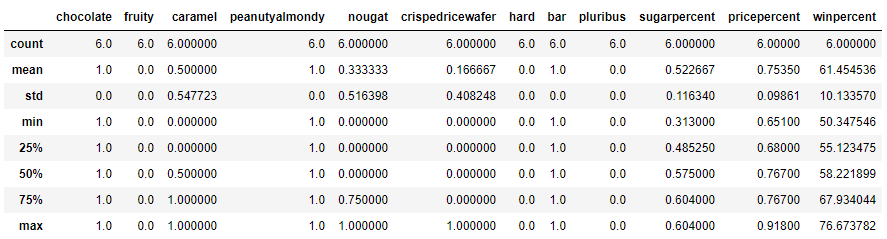 chocolate fruity caramel peanutyalmondy nougat crispedricewafer hard bar pluribus sugarpercent pricepercent winpercent
count 6.0 6.0 6.000000 6.0 6.000000 6.000000 6.0 6.0 6.0 6.000000 6.00000 6.000000
mean 1.0 0.0 0.500000 1.0 0.333333 0.166667 0.0 1.0 0.0 0.522667 0.75350 61.454536
std 0.0 0.0 0.547723 0.0 0.516398 0.408248 0.0 0.0 0.0 0.116340 0.09861 10.133570
min 1.0 0.0 0.000000 1.0 0.000000 0.000000 0.0 1.0 0.0 0.313000 0.65100 50.347546
25% 1.0 0.0 0.000000 1.0 0.000000 0.000000 0.0 1.0 0.0 0.485250 0.68000 55.123475
50% 1.0 0.0 0.500000 1.0 0.000000 0.000000 0.0 1.0 0.0 0.575000 0.76700 58.221899
75% 1.0 0.0 1.000000 1.0 0.750000 0.000000 0.0 1.0 0.0 0.604000 0.76700 67.934044
max 1.0 0.0 1.000000 1.0 1.000000 1.000000 0.0 1.0 0.0 0.604000 0.91800 76.673782